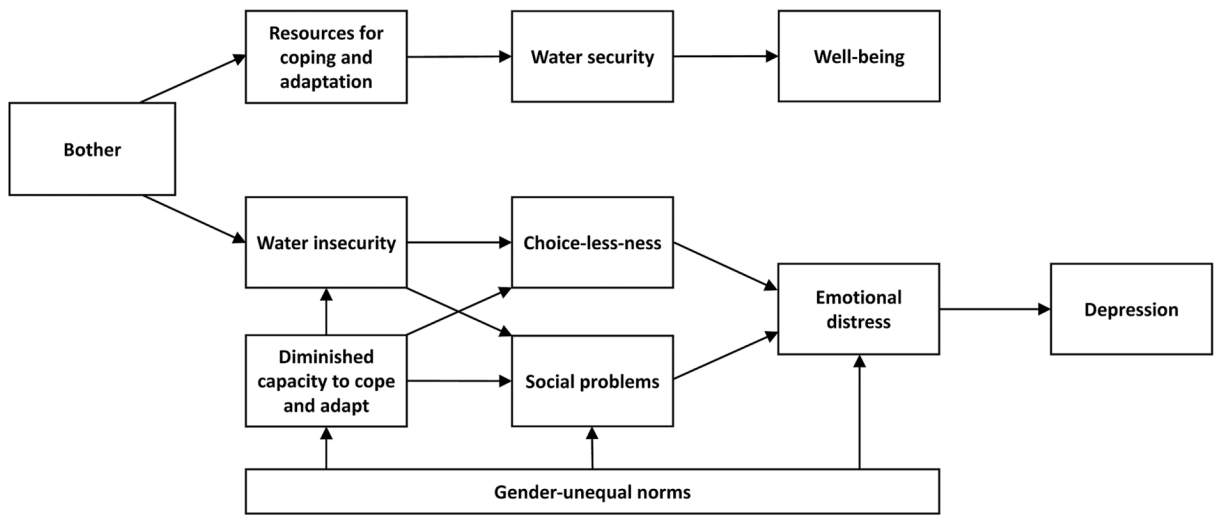 Resources for
coping and
adaptation
Water security
Well-being
Bother
Water insecurity
Choice-less-ness
Emotional
distress
Depression
Diminished
capacity to cope
and adapt
Social problems
Gender-unequal norms